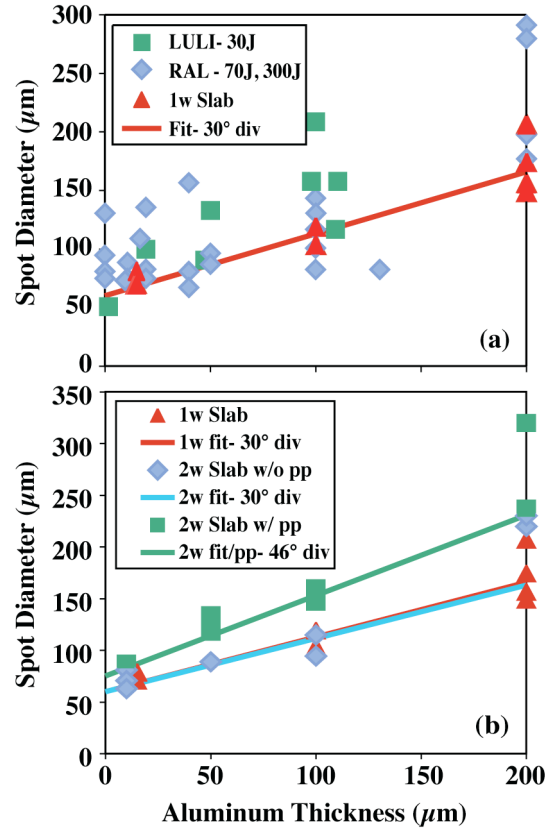 300
250
200
150
100
50
0
Spot Diameter (μm)
LULI- 30J
RAL - 70J, 300J
1w Slab
Fit- 30° div
(a)
350
300
250
200
150
100
50
0
Spot Diameter (μm)
1w Slab
1w fit- 30° div
2w Slab w/o pp
2w fit- 30° div
2w Slab w/ pp
2w fit/pp- 46° div
(b)
0 50 100 150 200
Aluminum Thickness (μm)